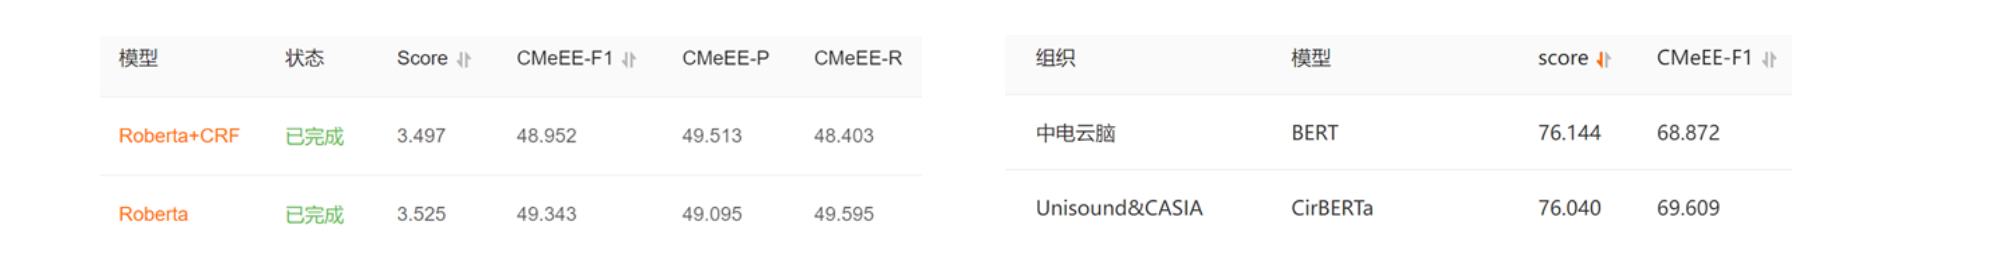 模型 状态 Score CMeEE-F1 CMeEE-P CMeEE-R
Roberta+CRF 已完成 3.497 48.952 49.513 48.403
Roberta 已完成 3.525 49.343 49.095 49.595
组织 模型 score CMeEE-F1
中电云脑 BERT 76.144 68.872
Unisound&CASIA CirBERTa 76.040 69.609